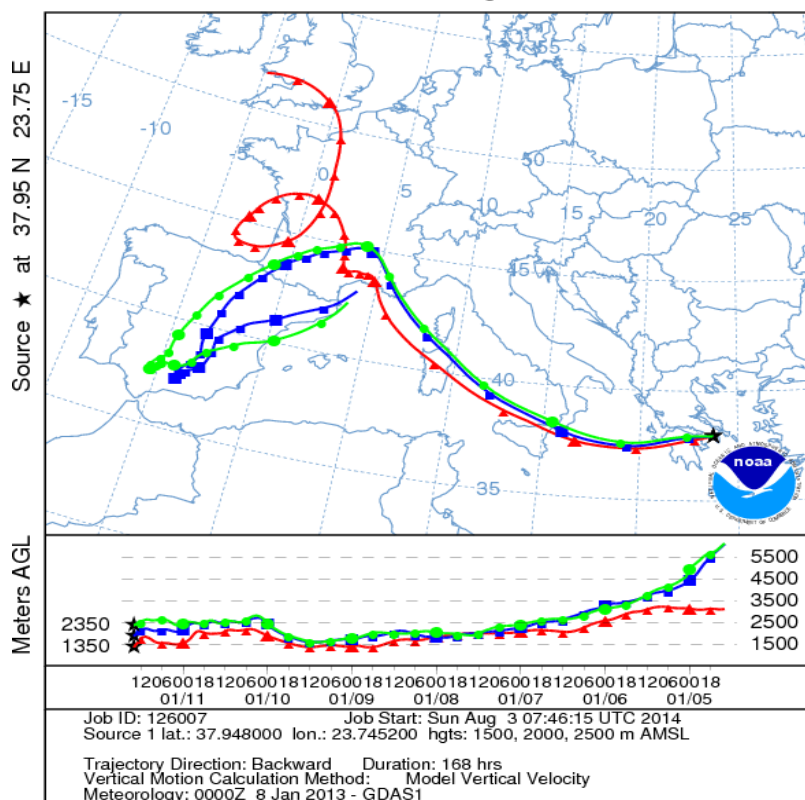 Source ★ at 37.95 N 23.75 E
-15
-10
-5
0
5
10
15
20
25
35
40
45
50
55
noaa
Meters AGL
5500
4500
3500
2500
1500
2350
1350
12060018120600181206001812060018120600181206001812060018
01/11 01/10 01/09 01/08 01/07 01/06 01/05
Job ID: 126007 Job Start: Sun Aug 3 07:46:15 UTC 2014
Source 1 lat.: 37.948000 lon.: 23.745200 hgts: 1500, 2000, 2500 m AMSL
Trajectory Direction: Backward Duration: 168 hrs
Vertical Motion Calculation Method: Model Vertical Velocity
Meteorology: 0000Z 8 Jan 2013 - GDAS1